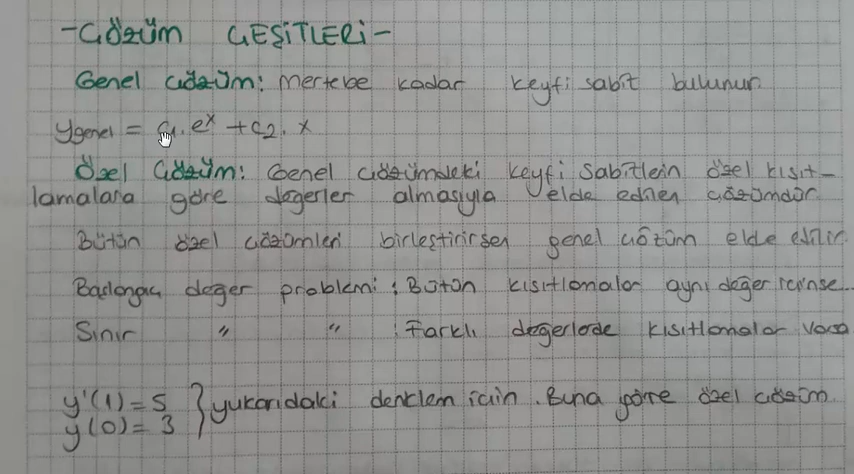 -ÇÖZÜM ÇEŞİTLERİ-
Genel Çözüm: Mertebe kadar keyfi sabit bulunur.
y genel = c1.e^x + c2.x
Özel Çözüm: Genel çözümdeki keyfi sabitlein özel kısıt-
lamalara göre değerler almasıyla elde edilen çözümdür.
Bütün özel çözümleri birleştirirsen genel çözüm elde edilir.
Başlangıç değer problemi: Bütün kısıtlamalar aynı değer içinse...
Sınır " " : Farklı değerlerde kısıtlamalar varsa
y'(1)=5 } yukarıdaki denklem için. Buna göre özel çözüm.
y(0)=3